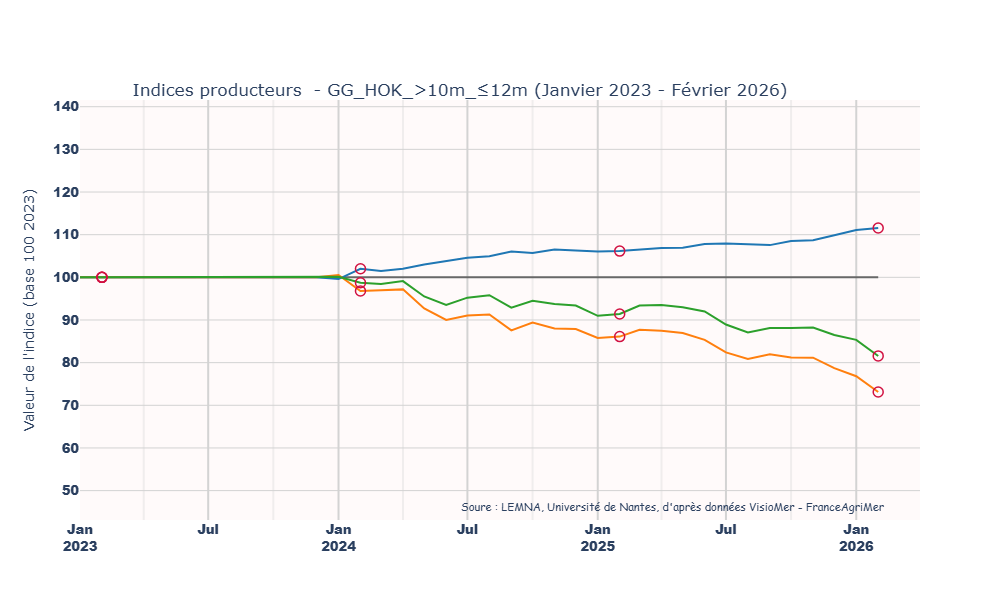 Indices producteurs - GG_HOK_>10m_≤12m (Janvier 2023 - Février 2026)
Valeur de l'indice (base 100 2023)
140
130
120
110
100
90
80
70
60
50
Soure : LEMNA, Université de Nantes, d'après données VisioMer - FranceAgriMer
Jan Jul Jan Jul Jan Jul Jan
2023 2024 2025 2026